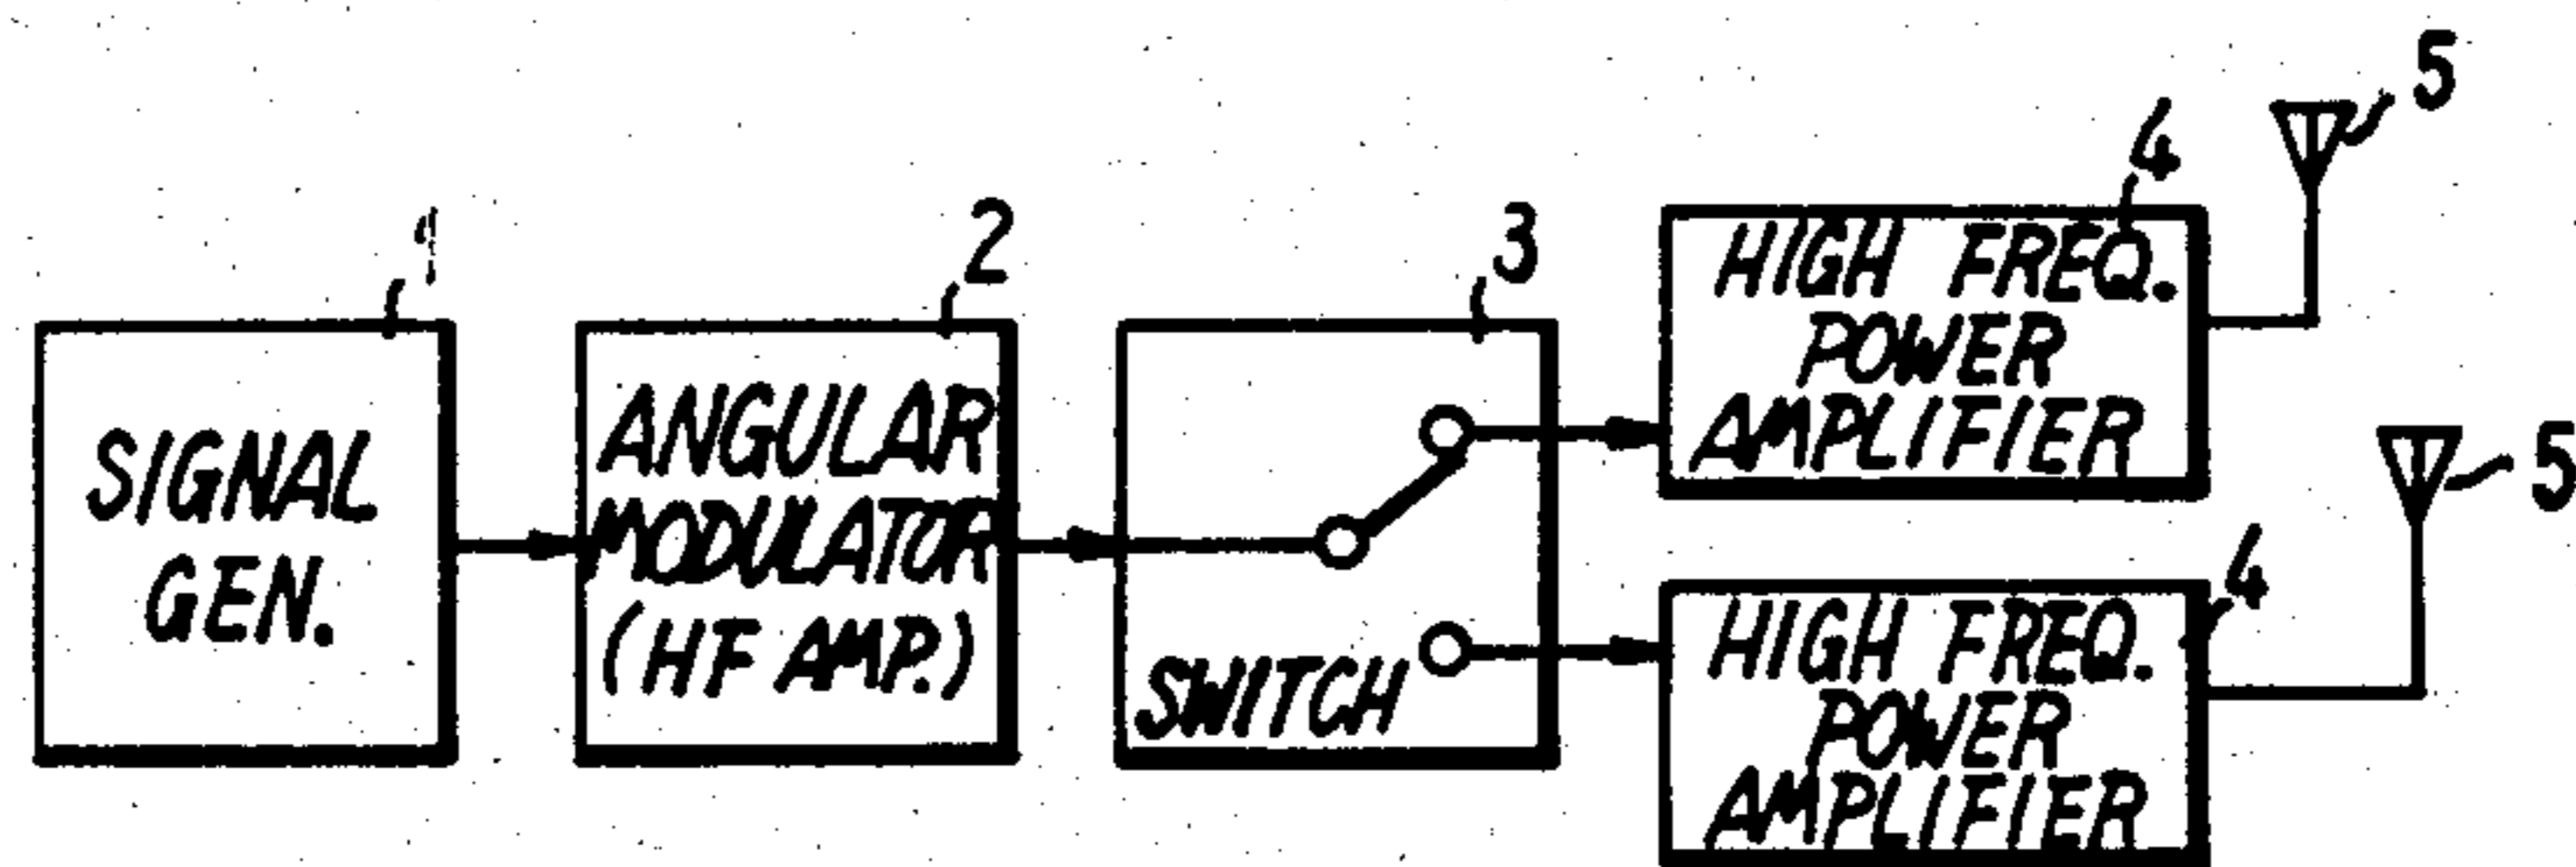 1
SIGNAL
GEN.
2
ANGULAR
MODULATOR
(HF AMP.)
3
SWITCH
4
HIGH FREQ.
POWER
AMPLIFIER
5
4
HIGH FREQ.
POWER
AMPLIFIER
5